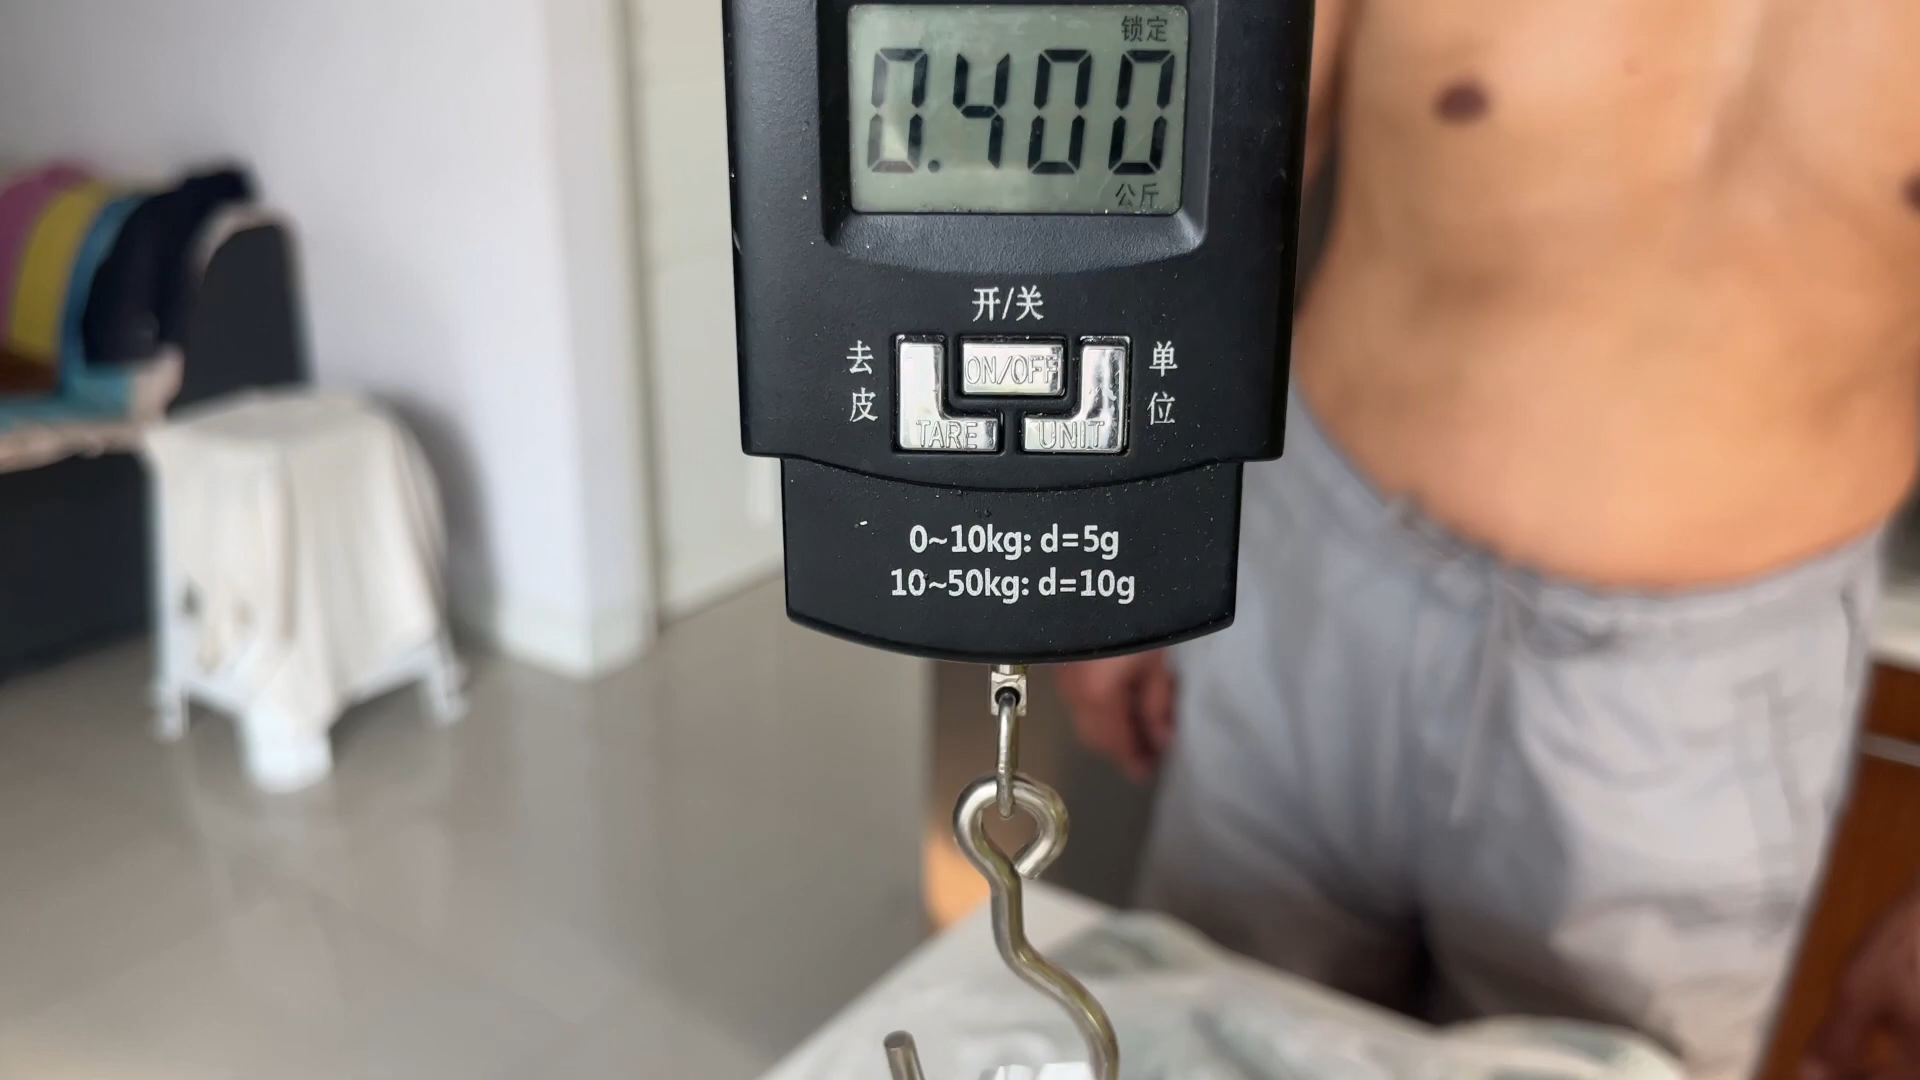 锁定
0.400
公斤
开/关
去皮
ON/OFF
单位
TARE
UNIT
0~10kg: d=5g
10~50kg: d=10g